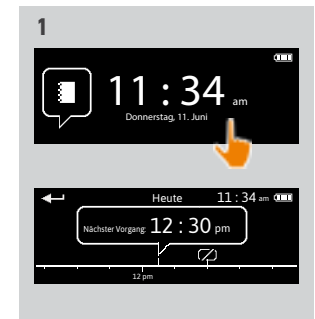 1
11 : 34 am
Donnerstag, 11. Juni
Heute 11 : 34 am
Nächster Vorgang: 12 : 30 pm
12 pm